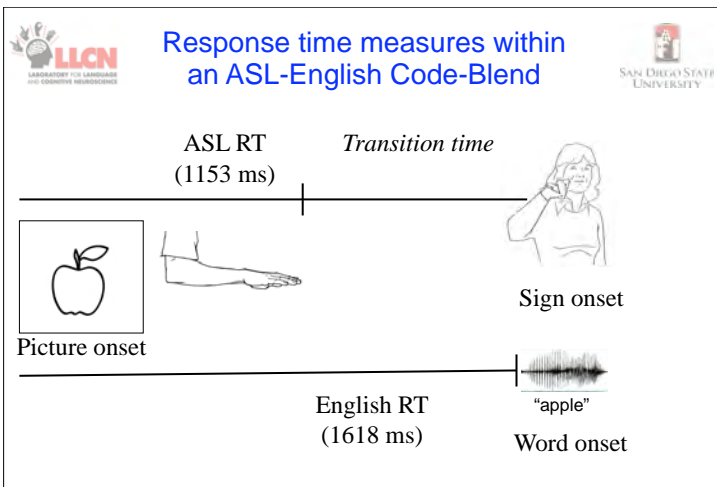 LLCN
LABORATORY FOR LANGUAGE
AND COGNITIVE NEUROSCIENCE
Response time measures within
an ASL-English Code-Blend
SAN DIEGO STATE
UNIVERSITY
ASL RT
(1153 ms)
Transition time
Picture onset
Sign onset
English RT
(1618 ms)
“apple”
Word onset